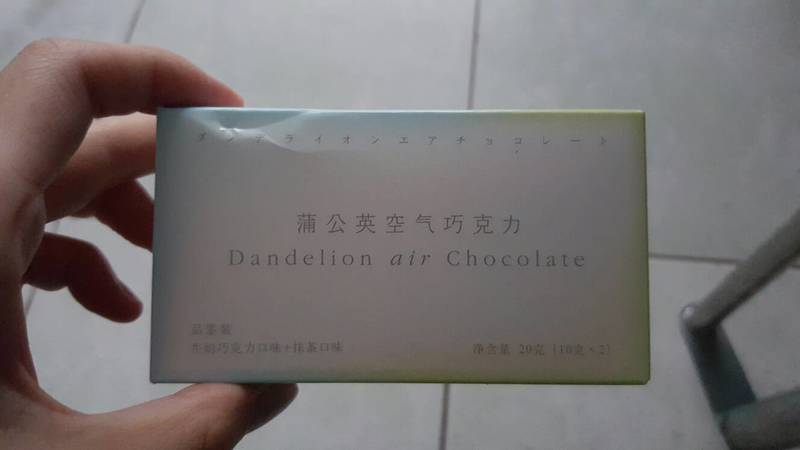 ダンデライオンエアチョコレート
蒲公英空气巧克力
Dandelion air Chocolate
品鉴装
牛奶巧克力口味+抹茶口味
净含量 20克（10克×2）